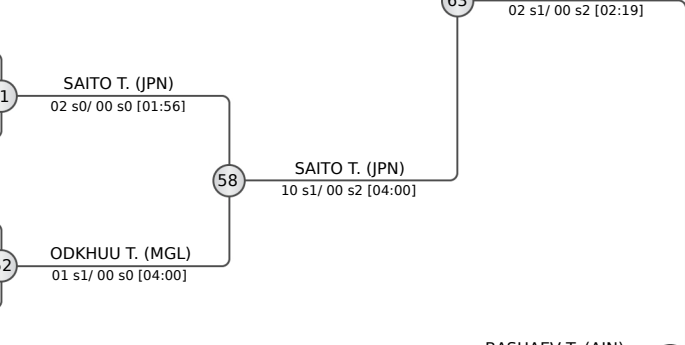 63
02 s1/ 00 s2 [02:19]
SAITO T. (JPN)
02 s0/ 00 s0 [01:56]
58
SAITO T. (JPN)
10 s1/ 00 s2 [04:00]
ODKHUU T. (MGL)
01 s1/ 00 s0 [04:00]